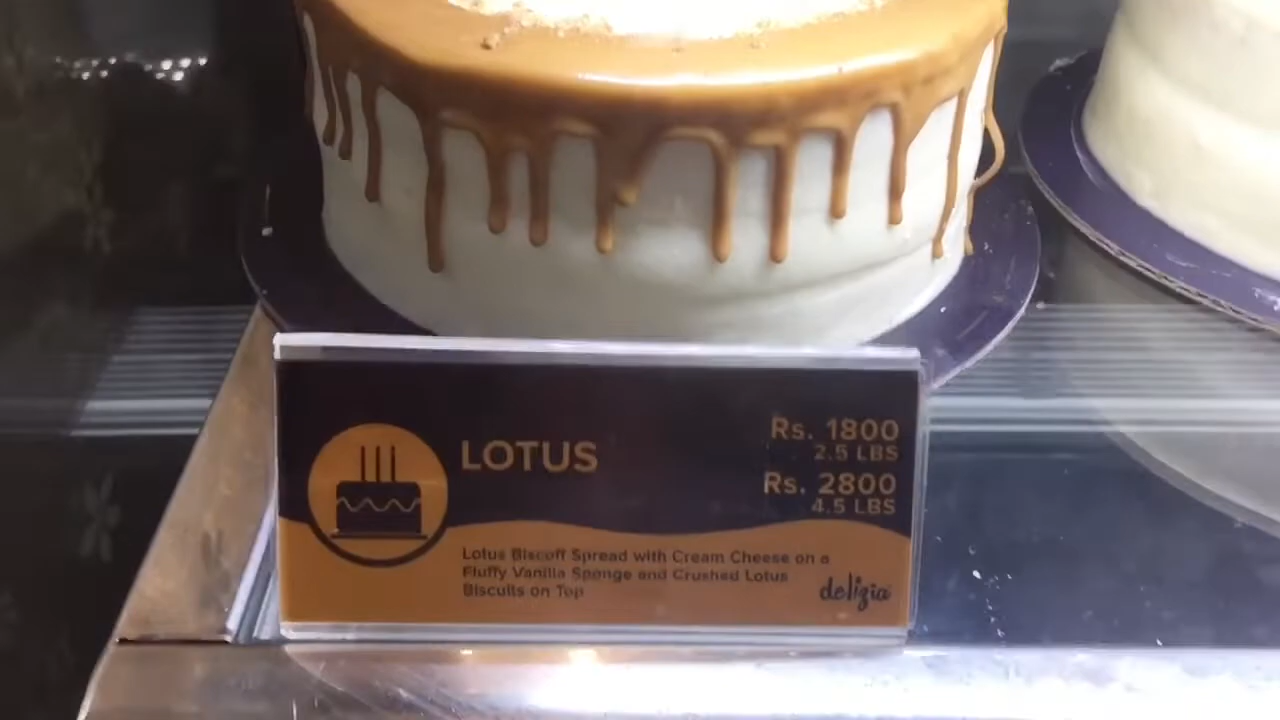 LOTUS
Rs. 1800
2.5 LBS
Rs. 2800
4.5 LBS
Lotus Biscoff Spread with Cream Cheese on a
Fluffy Vanilla Sponge and Crushed Lotus
Biscuits on Top
delizia